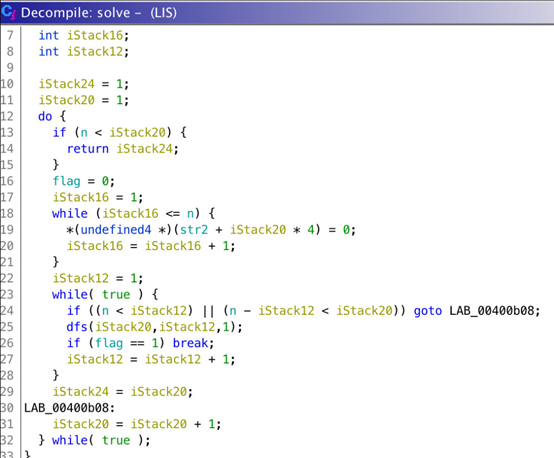 Decompile: solve - (LIS)
7 int iStack16;
8 int iStack12;
9
10 iStack24 = 1;
11 iStack20 = 1;
12 do {
13 if (n < iStack20) {
14 return iStack24;
15 }
16 flag = 0;
17 iStack16 = 1;
18 while (iStack16 <= n) {
19 *(undefined4 *)(str2 + iStack20 * 4) = 0;
20 iStack16 = iStack16 + 1;
21 }
22 iStack12 = 1;
23 while( true ) {
24 if ((n < iStack12) || (n - iStack12 < iStack20)) goto LAB_00400b08;
25 dfs(iStack20,iStack12,1);
26 if (flag == 1) break;
27 iStack12 = iStack12 + 1;
28 }
29 iStack24 = iStack20;
30 LAB_00400b08:
31 iStack20 = iStack20 + 1;
32 } while( true );
33 }